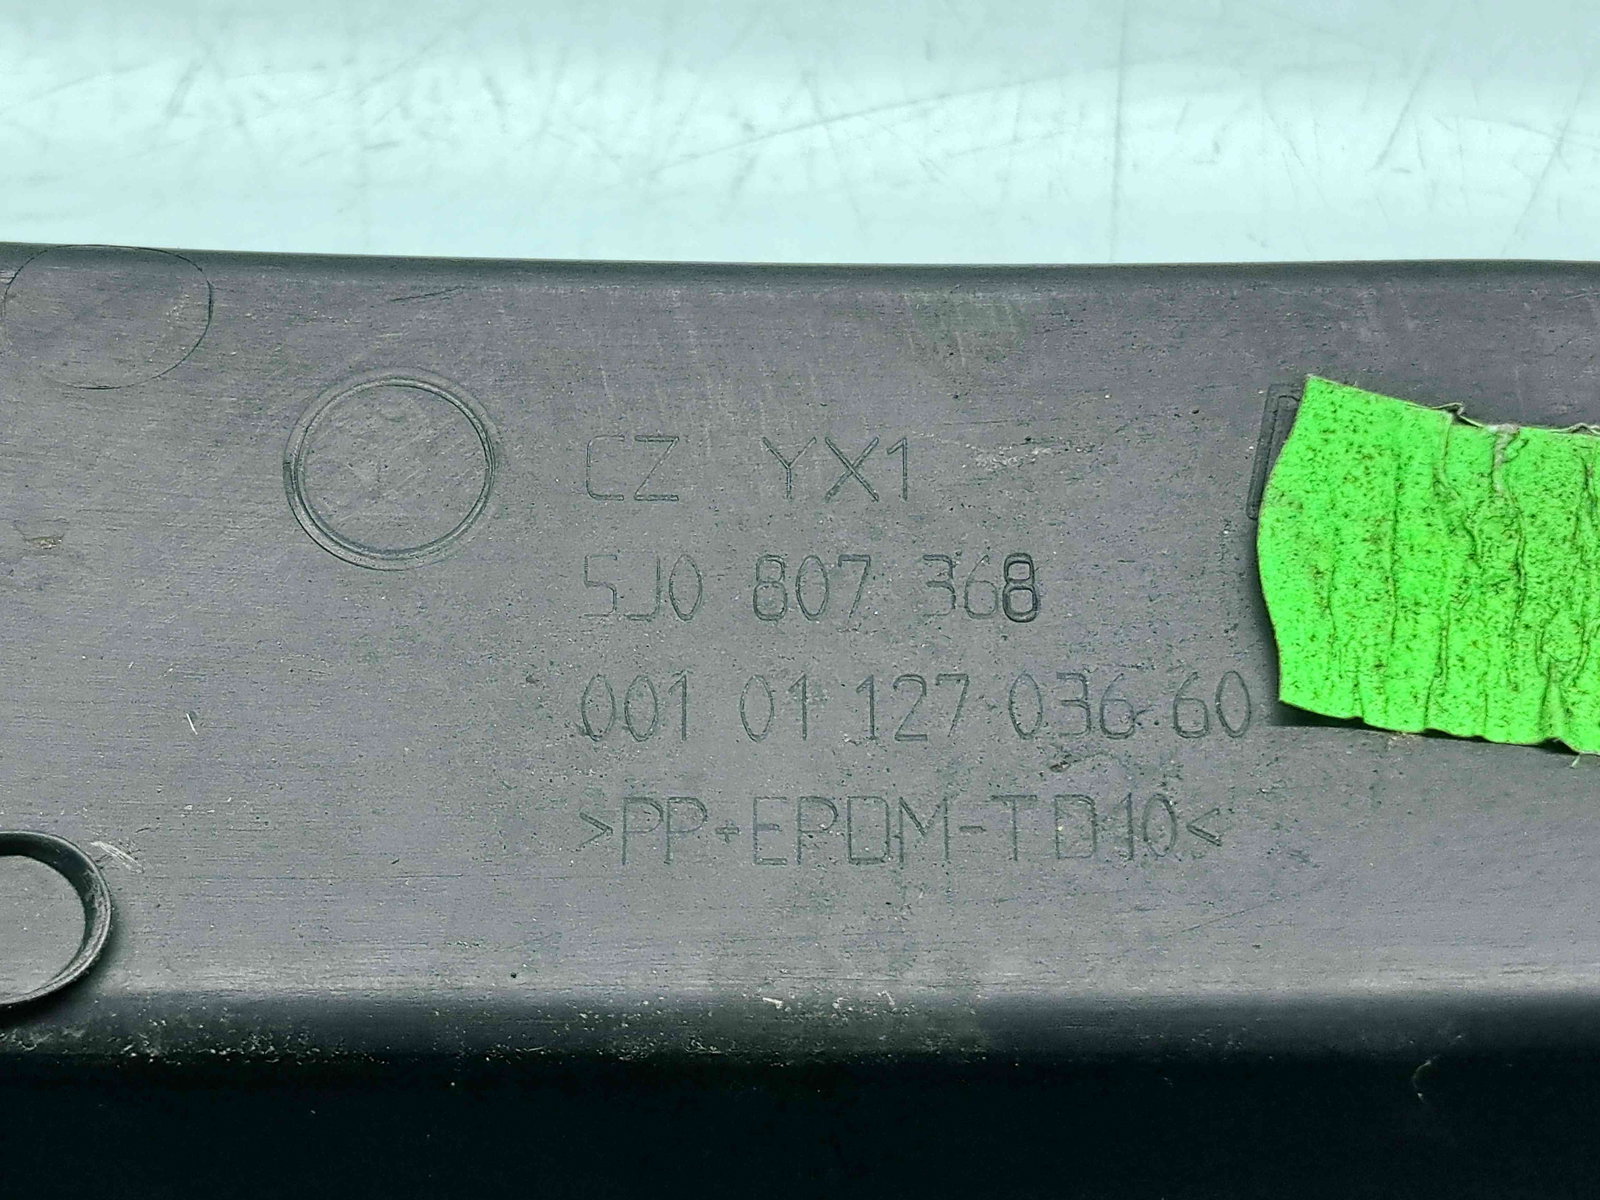 CZ YX1
5J0 807 368
001 01 127 036 60
>PP+EPDM-TD10<